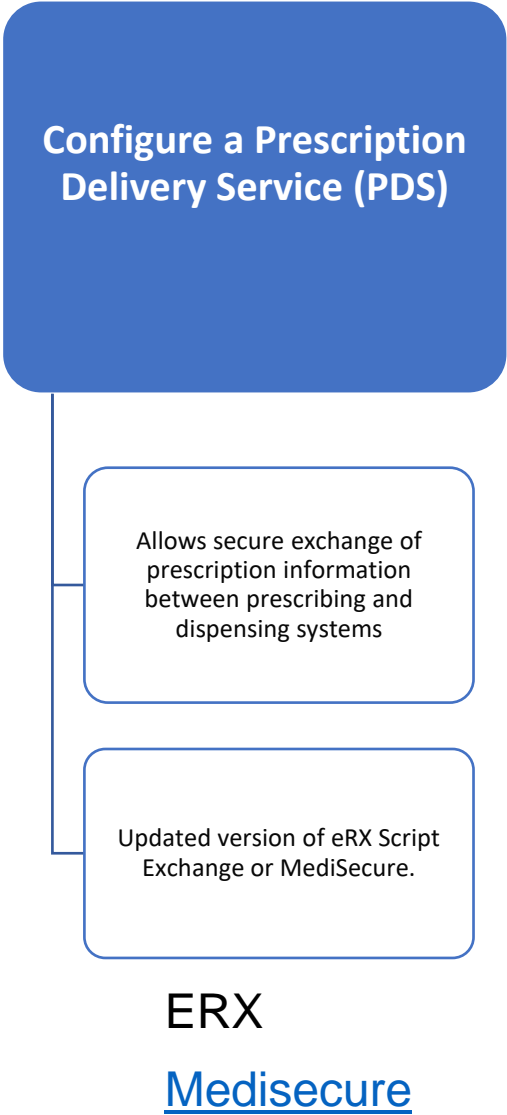 Configure a Prescription
Delivery Service (PDS)
Allows secure exchange of
prescription information
between prescribing and
dispensing systems
Updated version of eRX Script
Exchange or MediSecure.
ERX
Medisecure